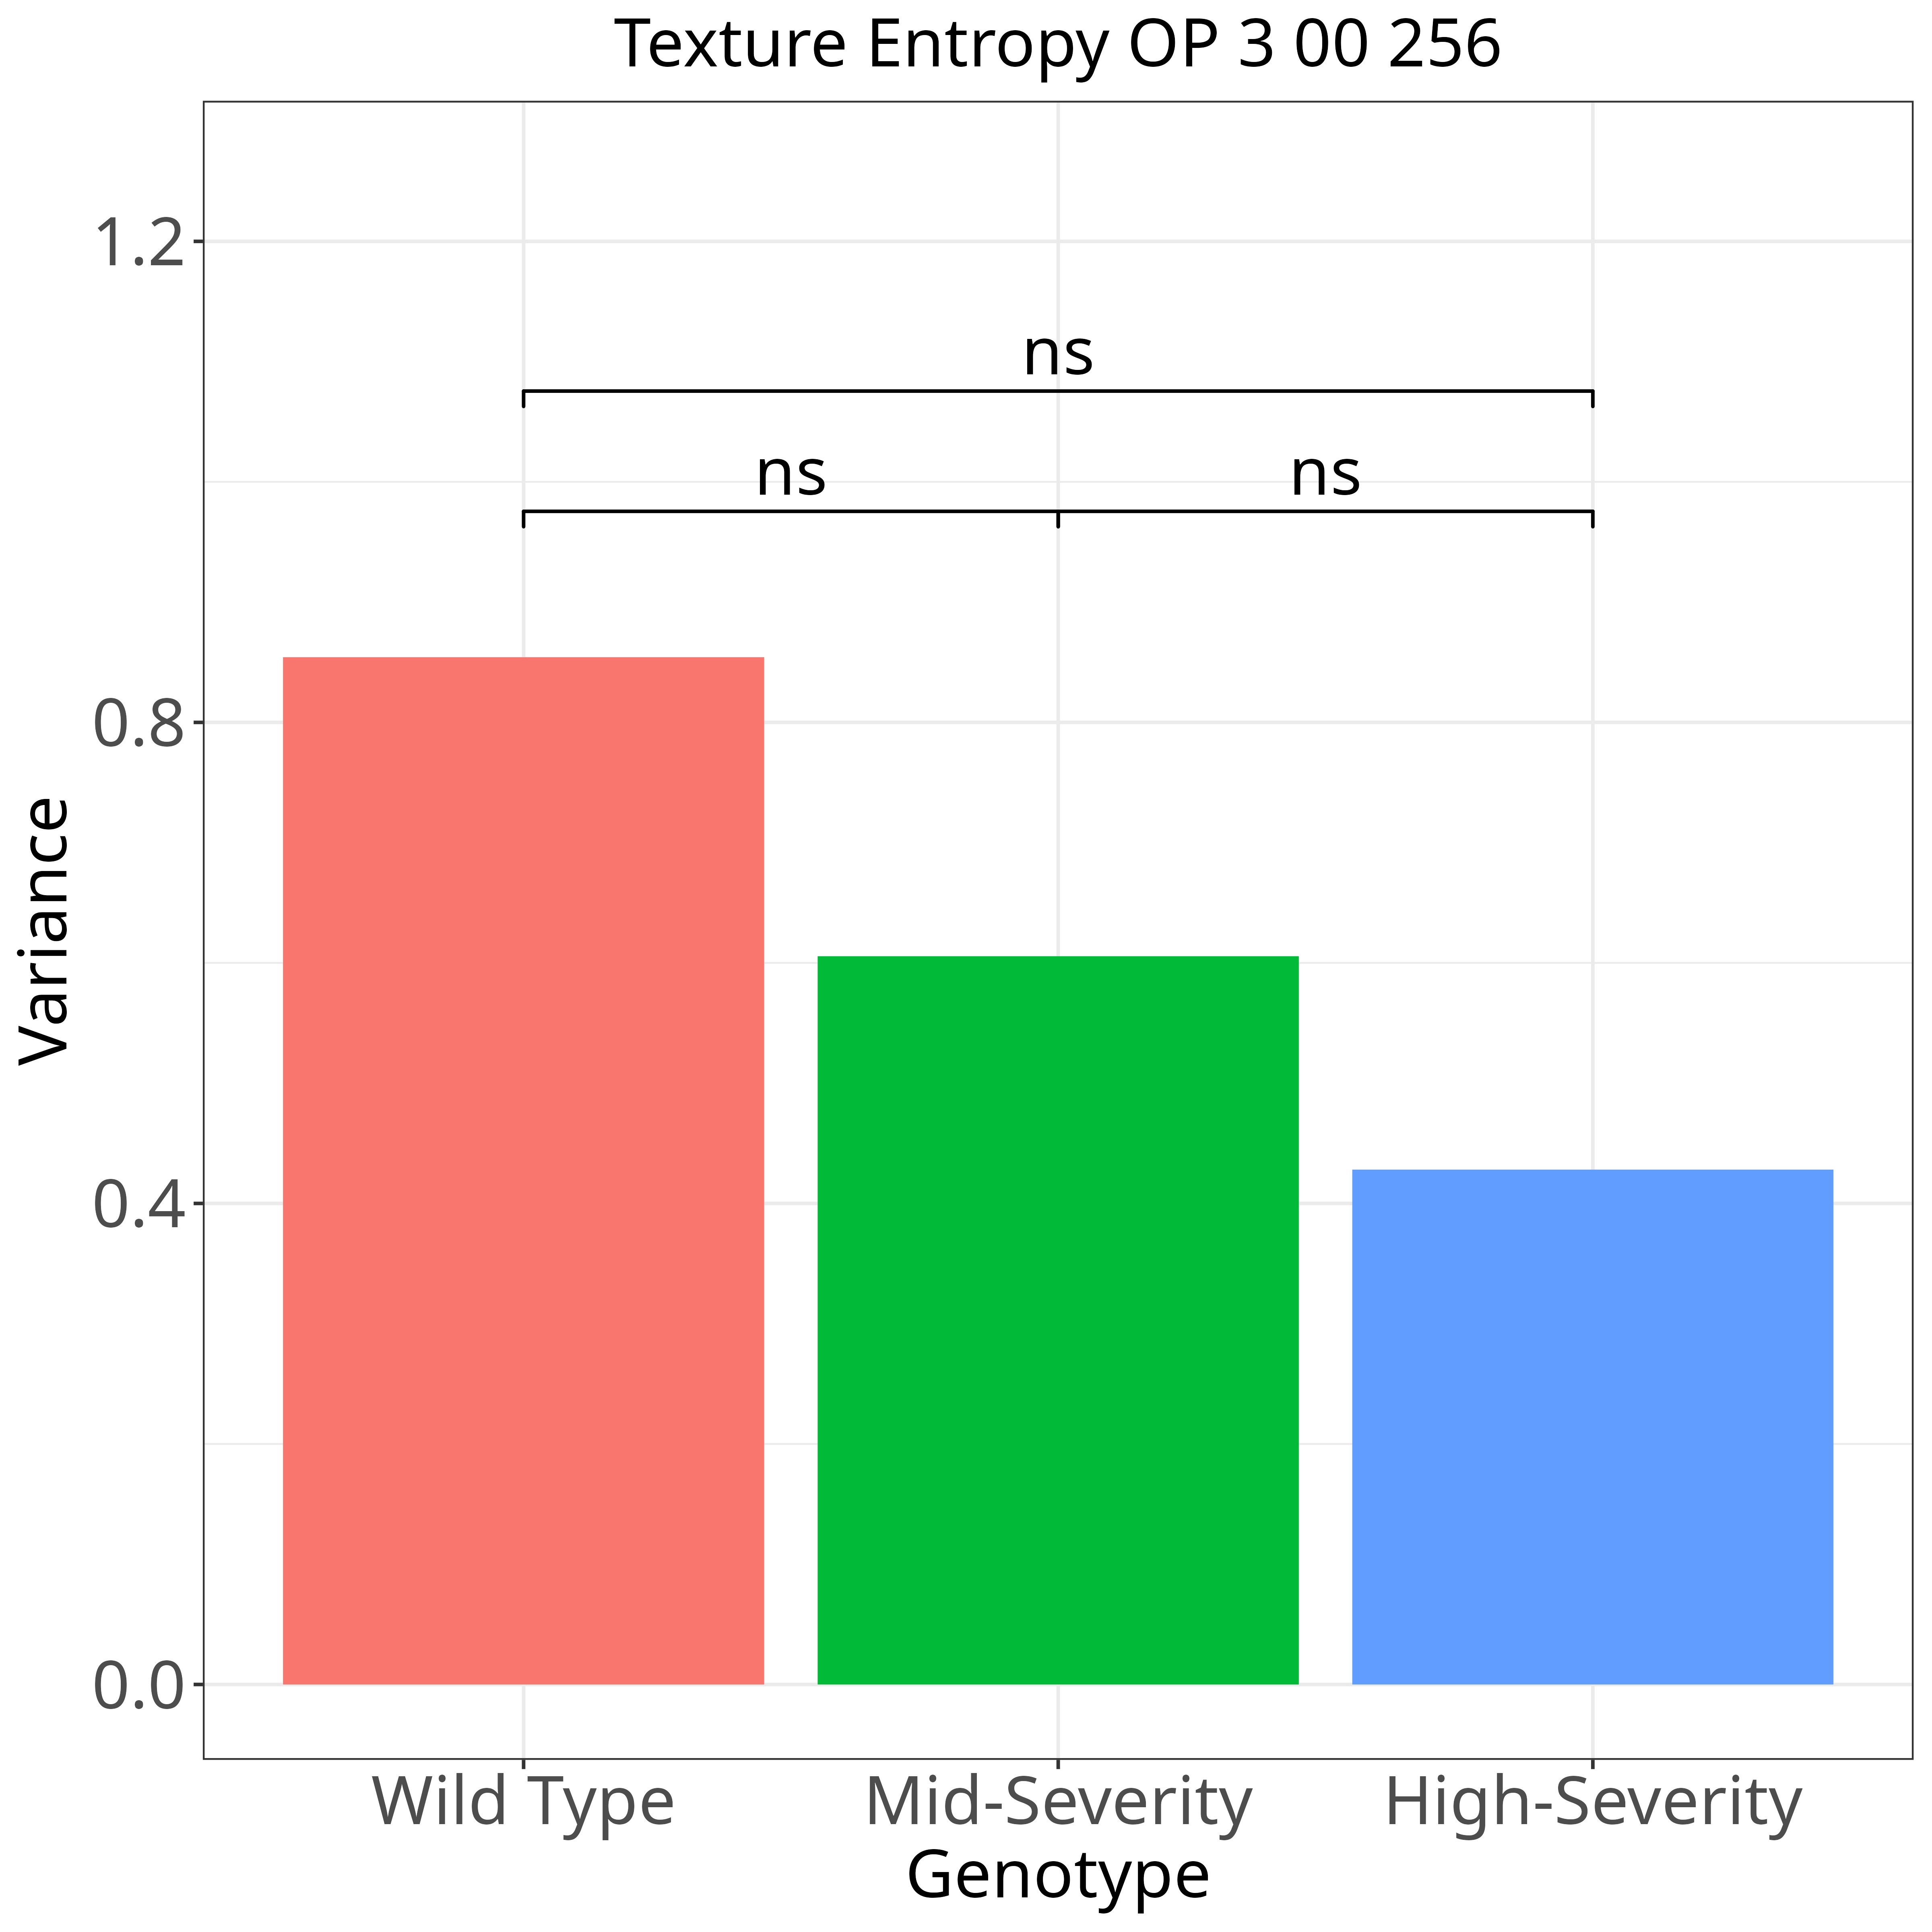 Texture Entropy OP 3 00 256
1.2
ns
ns ns
0.8
Variance
0.4
0.0
Wild Type Mid-Severity High-Severity
Genotype